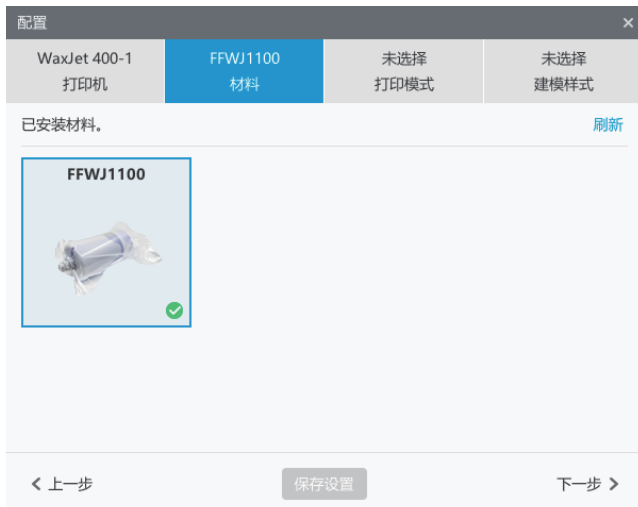 配置
×
WaxJet 400-1
打印机
FFWJ1100
材料
未选择
打印模式
未选择
建模样式
已安装材料。
刷新
FFWJ1100
上一步
保存设置
下一步